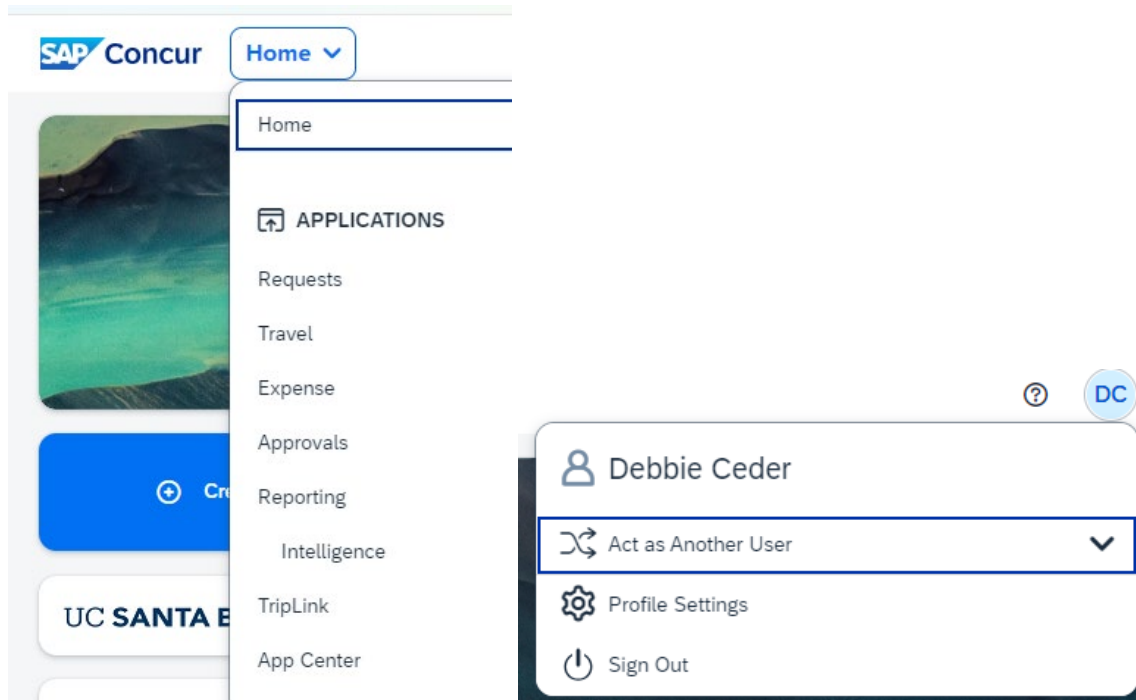 SAP Concur Home
Home
APPLICATIONS
Requests
Travel
Expense
Approvals
Reporting
Intelligence
TripLink
App Center
UC SANTA
DC
Debbie Ceder
Act as Another User
Profile Settings
Sign Out